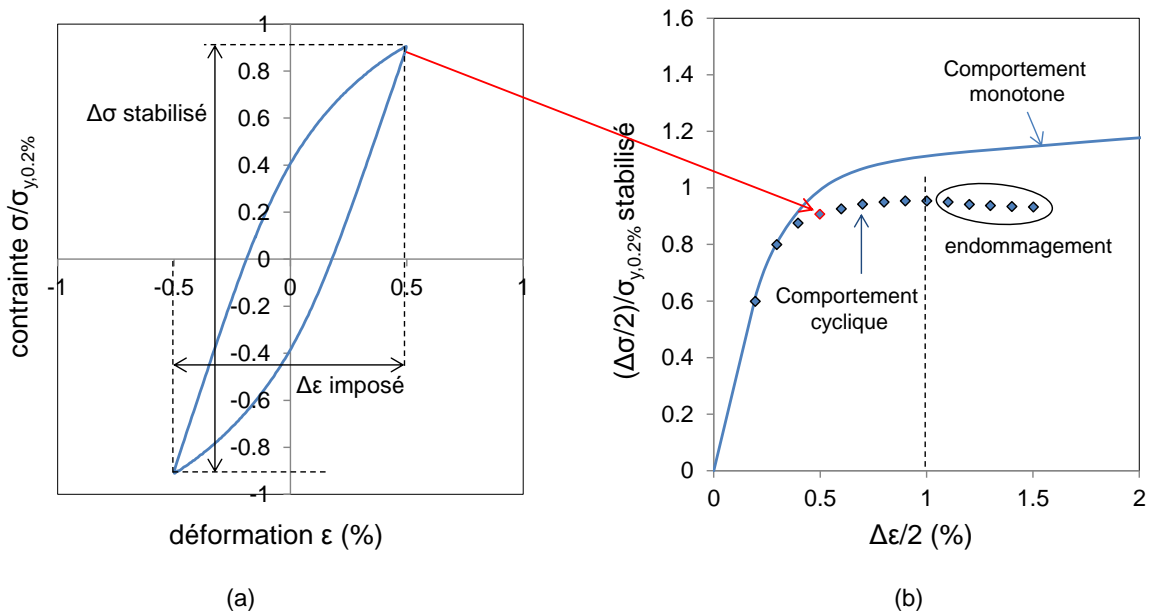 1
0.8
0.6
0.4
0.2
0
-0.2
-0.4
-0.6
-0.8
-1
-1
-0.5
0
0.5
1
Δσ stabilisé
Δε imposé
contrainte σ/σy,0.2%
déformation ε (%)
(a)
1.6
1.4
1.2
1
0.8
0.6
0.4
0.2
0
0
0.5
1
1.5
2
Comportement
monotone
endommagement
Comportement
cyclique
(Δσ/2)/σy,0.2% stabilisé
Δε/2 (%)
(b)